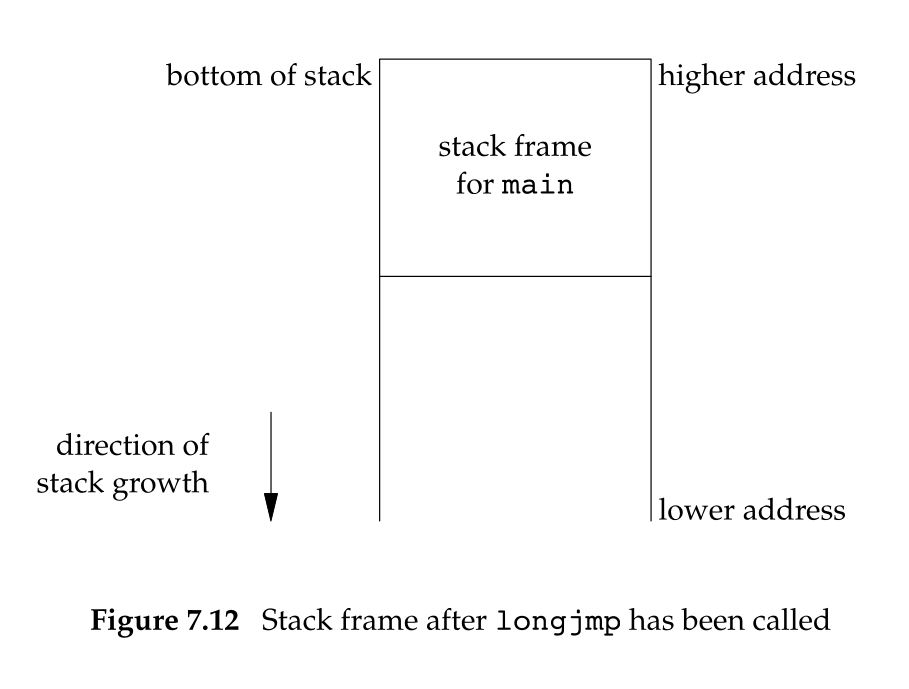 bottom of stack
higher address
stack frame
for main
direction of
stack growth
lower address
Figure 7.12 Stack frame after longjmp has been called